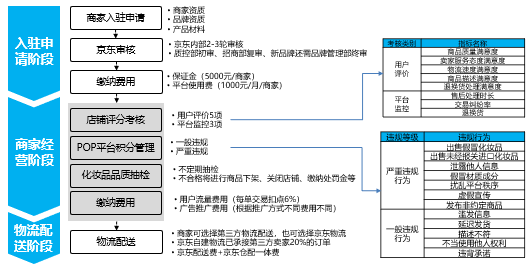 入驻申
请阶段
商家经
营阶段
物流配
送阶段
商家入驻申请
京东审核
缴纳费用
店铺评分考核
POP平台积分管理
化妆品品质抽检
缴纳费用
物流配送
• 商家资质
• 品牌资质
• 产品材料
• 京东内部2-3轮审核
• 质控部初审、招商部复审、新品牌还需品牌管理部终审
• 保证金（5000元/商家）
• 平台使用费（1000元/月/商家）
• 用户评价5项
• 平台监控3项
• 一般违规
• 严重违规
• 不定期抽检
• 不合格将进行商品下架、关闭店铺、缴纳处罚金等
• 用户流量费用（每单交易扣点6%）
• 广告推广费用（根据推广方式不同费用不同）
• 商家可选择第三方物流配送，也可选择京东物流
• 京东自建物流已承接第三方卖家20%的订单
• 京东配送费+京东仓配一体费
考核类别 指标名称
用户
评价
商品质量满意度
卖家服务态度满意度
物流速度满意度
商品描述满意度
退换货处理满意度
平台
监控
售后处理时长
交易纠纷率
退换货
违规等级 违规行为
严重违规
行为
出售假冒化妆品
出售未经报关进口化妆品
泄露他人信息
假冒材质成分
扰乱平台秩序
虚假宣传
发布非约定商品
一般违规
行为
滥发信息
延迟发货
描述不符
不当使用他人权利
违背承诺